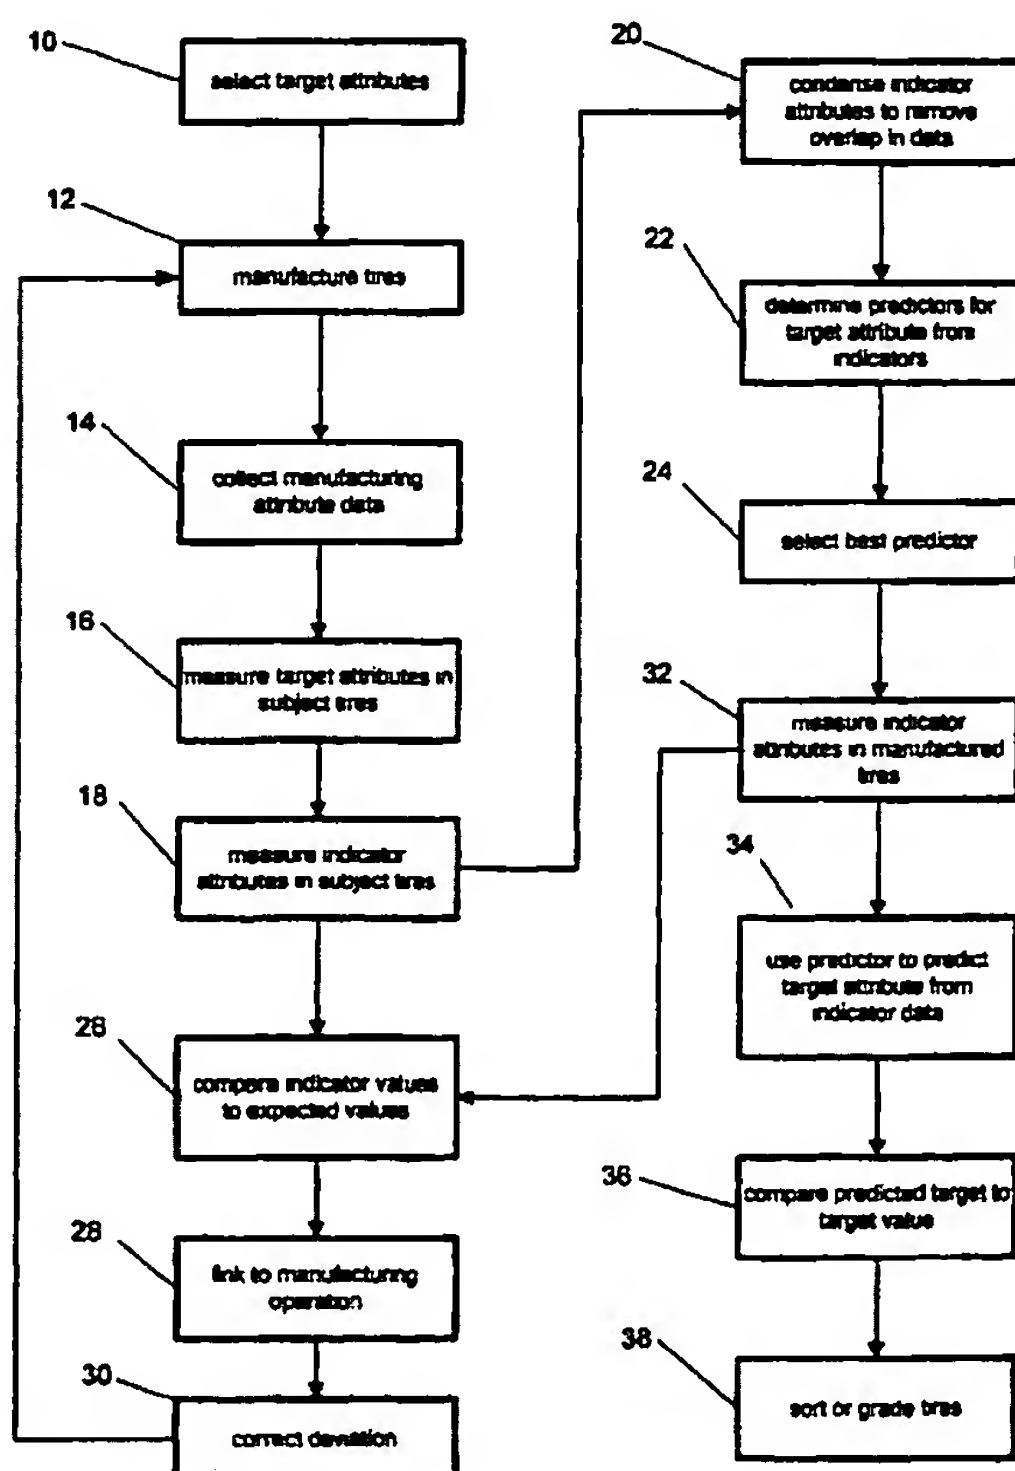 10
select target attributes
12
manufacture tires
14
collect manufacturing
attribute data
16
measure target attributes in
subject tires
18
measure indicator
attributes in subject tires
28
compare indicator values
to expected values
28
link to manufacturing
operation
30
correct deviation
20
condense indicator
attributes to remove
overlap in data
22
determine predictors for
target attribute from
indicators
24
select best predictor
32
measure indicator
attributes in manufactured
tires
34
use predictor to predict
target attribute from
indicator data
36
compare predicted target to
target value
38
sort or grade tires